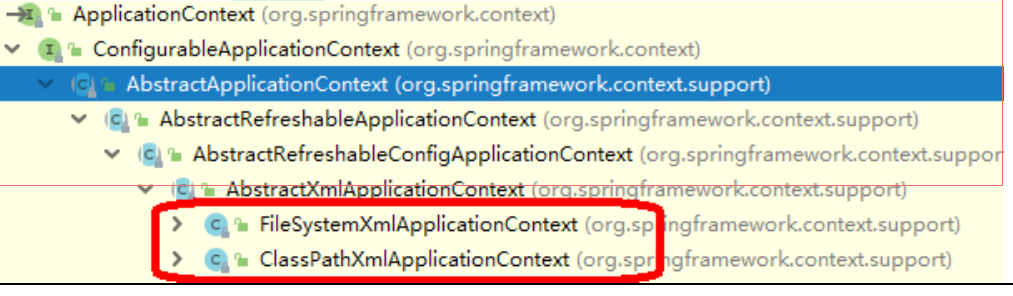 ApplicationContext (org.springframework.context)
ConfigurableApplicationContext (org.springframework.context)
AbstractApplicationContext (org.springframework.context.support)
AbstractRefreshableApplicationContext (org.springframework.context.support)
AbstractRefreshableConfigApplicationContext (org.springframework.context.suppor
AbstractXmlApplicationContext (org.springframework.context.support)
FileSystemXmlApplicationContext (org.springframework.context.support)
ClassPathXmlApplicationContext (org.springframework.context.support)